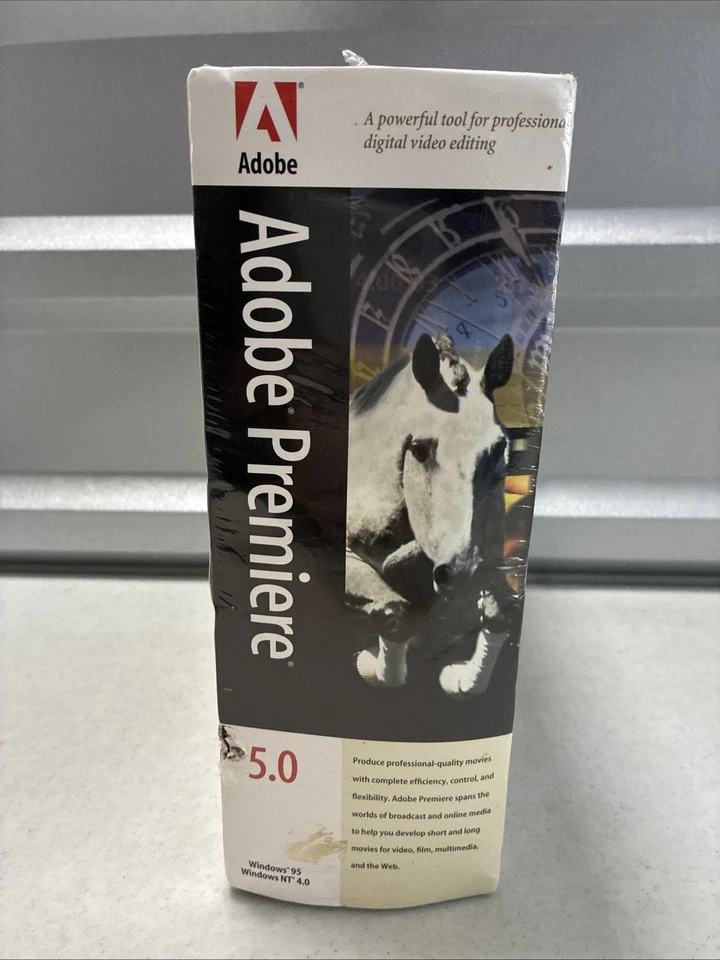 Adobe
A powerful tool for professiona
digital video editing
Adobe® Premiere®
5.0
Windows® 95
Windows NT® 4.0
Produce professional-quality movies
with complete efficiency, control, and
flexibility. Adobe Premiere spans the
worlds of broadcast and online media
to help you develop short and long
movies for video, film, multimedia,
and the Web.